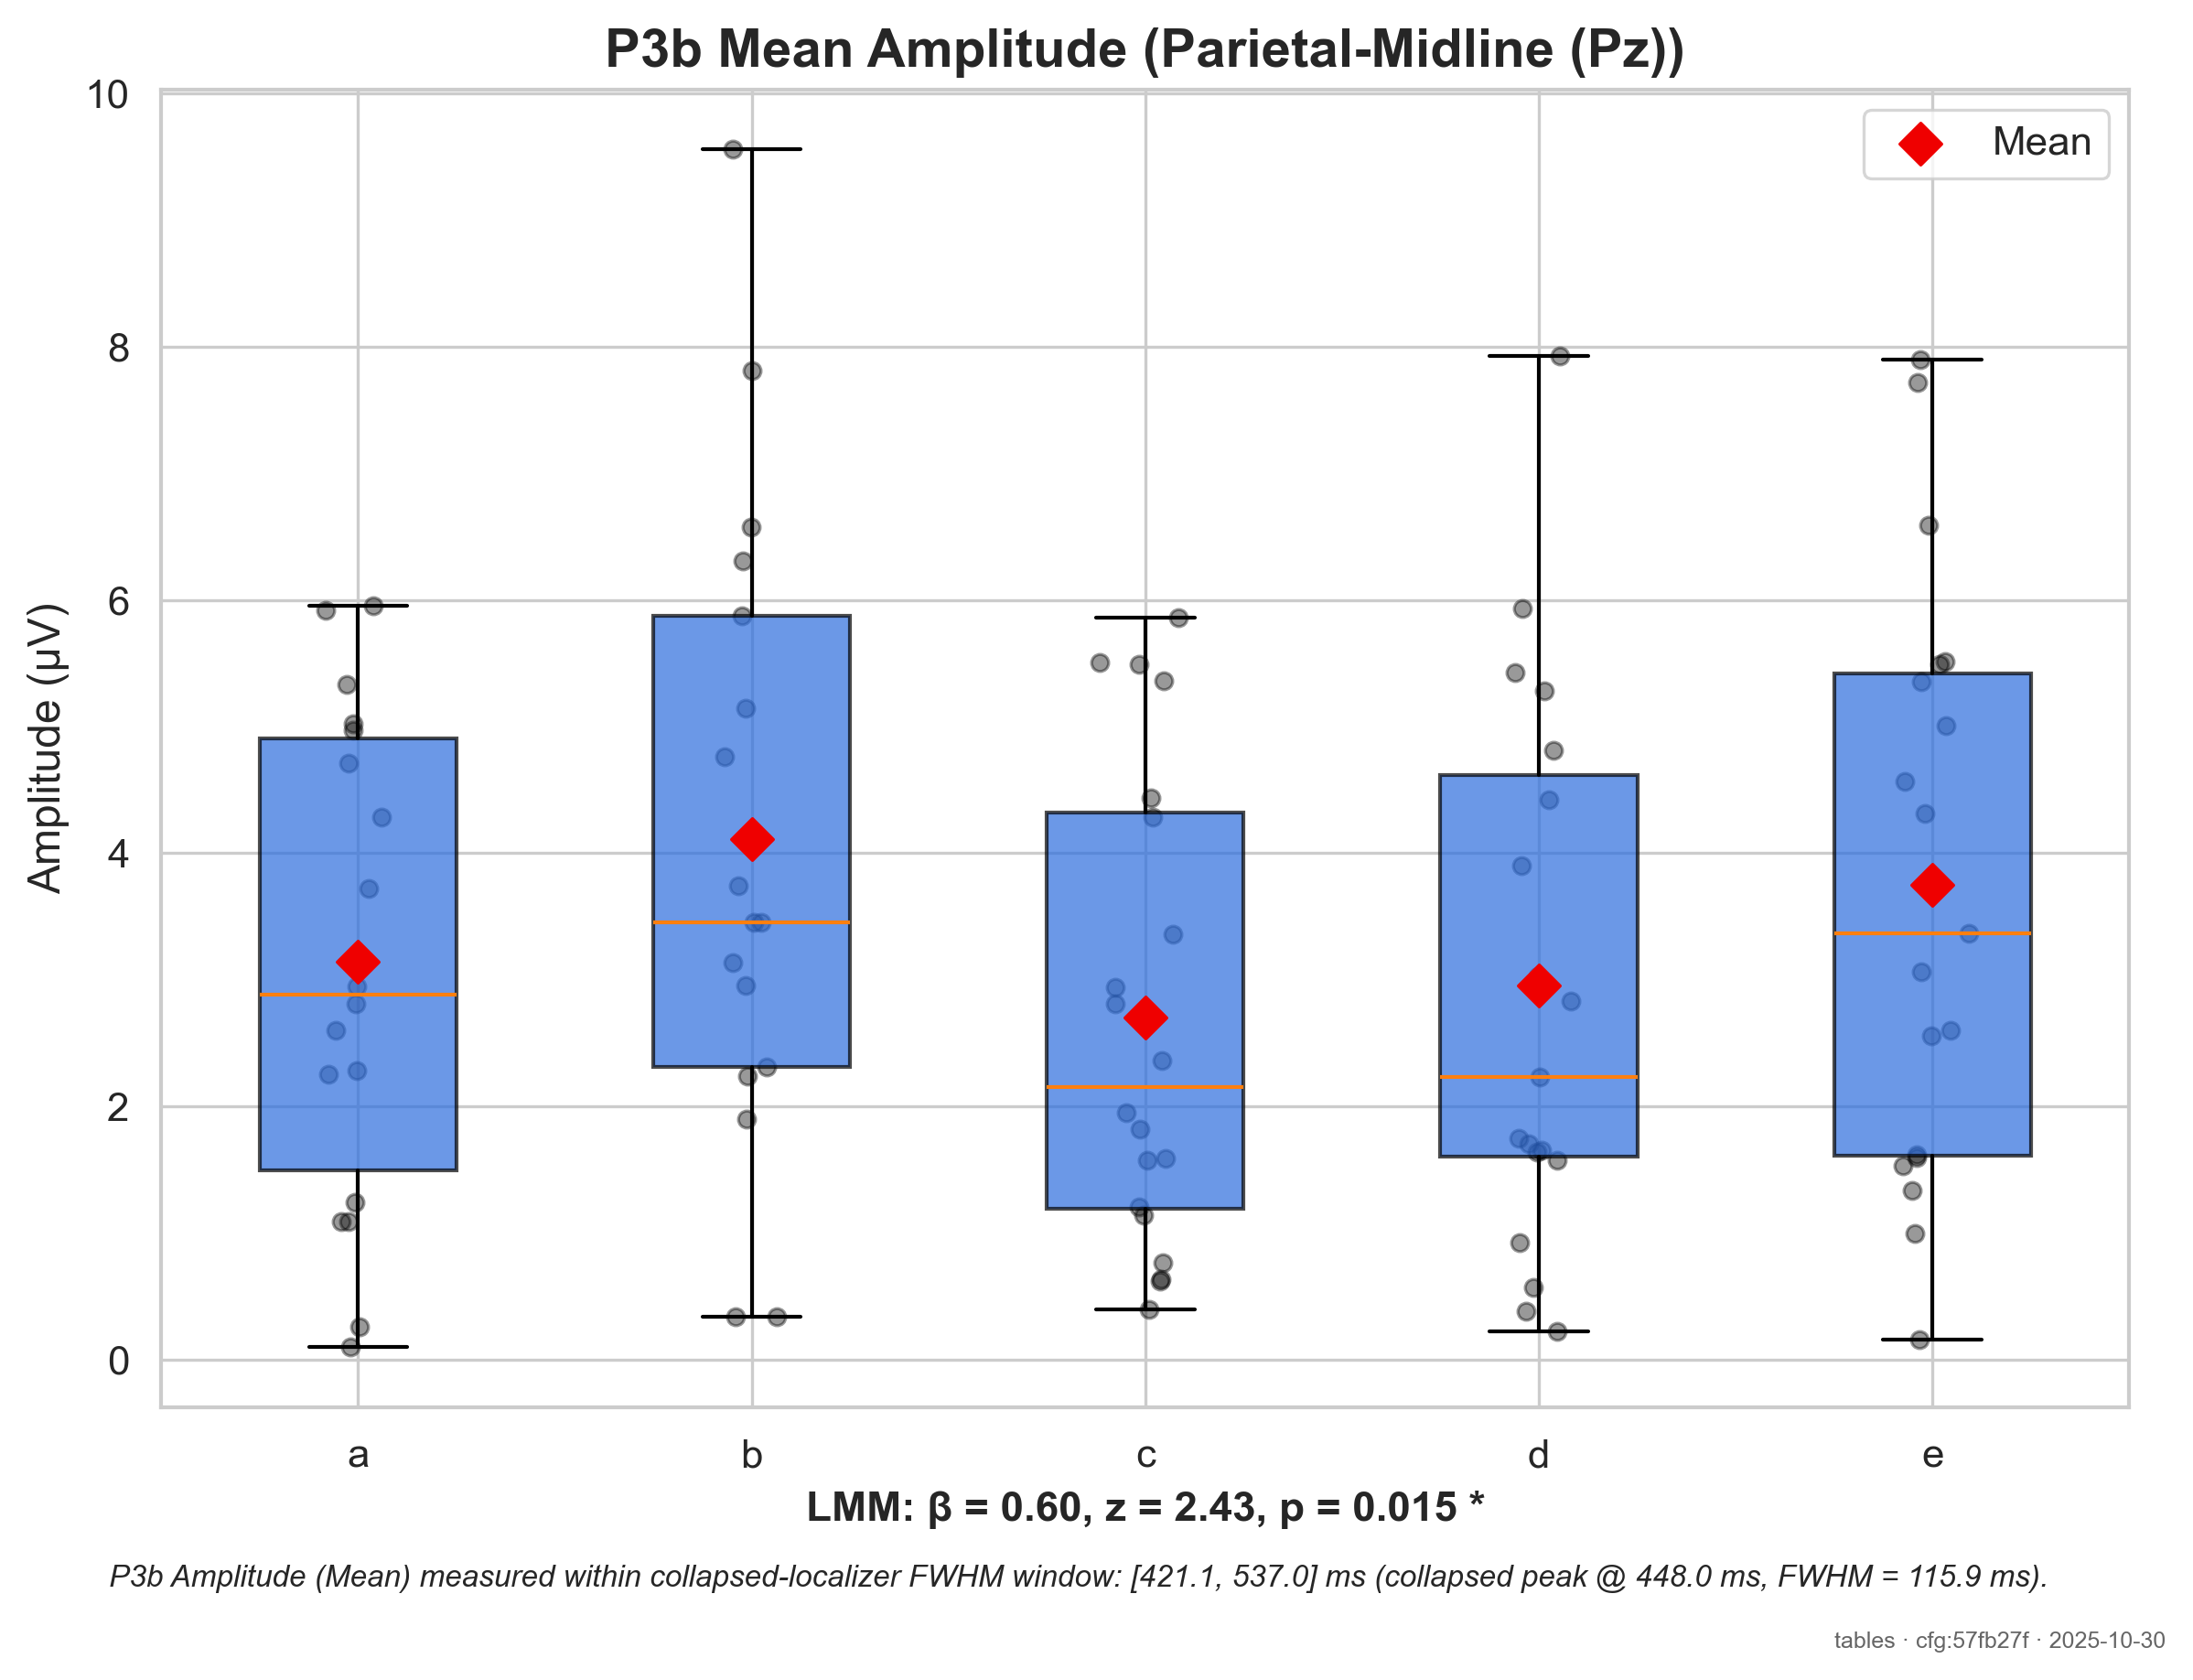 P3b Mean Amplitude (Parietal-Midline (Pz))
10
8
6
4
2
0
Amplitude (µV)
Mean
a b c d e
LMM: β = 0.60, z = 2.43, p = 0.015 *
P3b Amplitude (Mean) measured within collapsed-localizer FWHM window: [421.1, 537.0] ms (collapsed peak @ 448.0 ms, FWHM = 115.9 ms).
tables · cfg:57fb27f · 2025-10-30